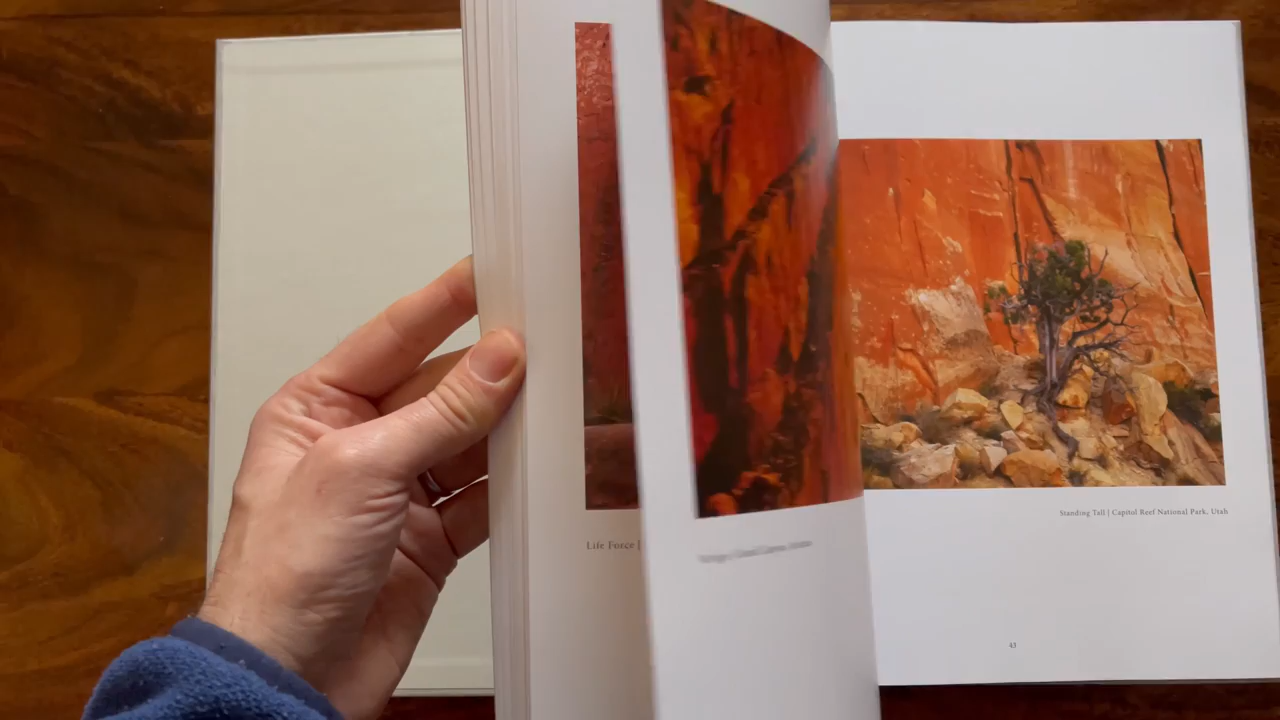 Life Force |
Standing Tall | Capitol Reef National Park, Utah
43